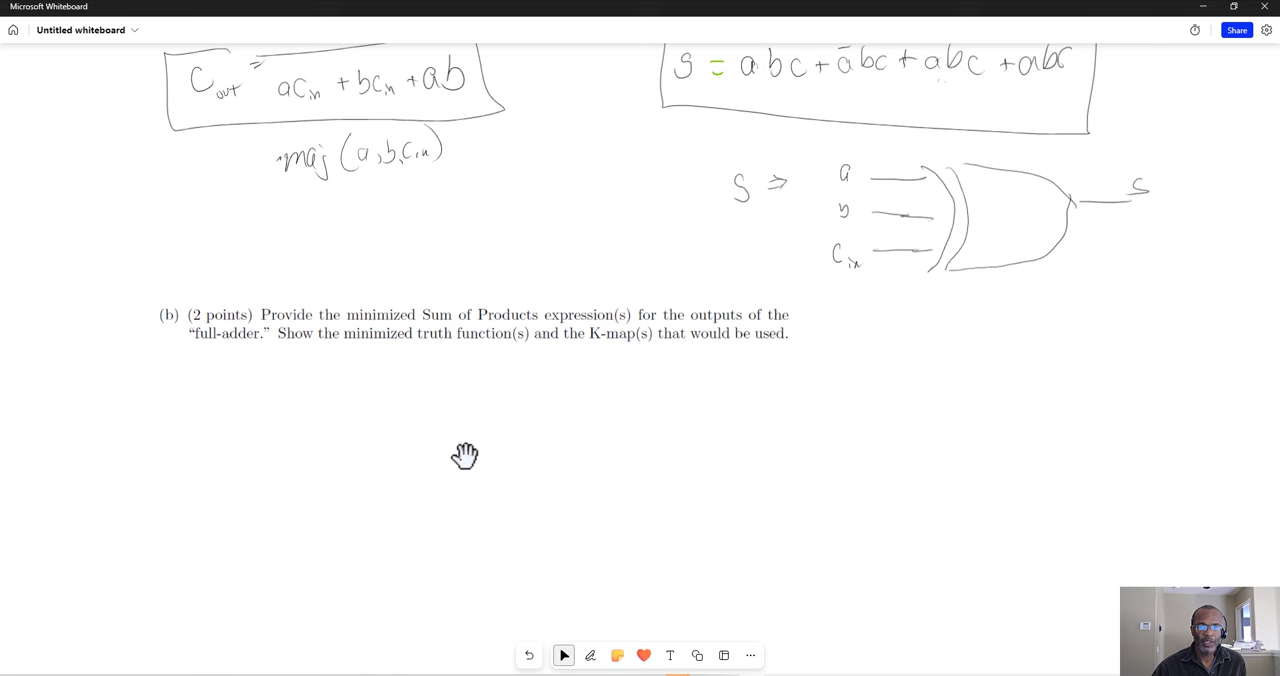 Microsoft Whiteboard
Untitled whiteboard
Share
Cout = acin + bcin + ab
maj (a,b,cin)
S = abc + abc + abc + abc
S ⇒
a
b
Cin
S
(b) (2 points) Provide the minimized Sum of Products expression(s) for the outputs of the
“full-adder.” Show the minimized truth function(s) and the K-map(s) that would be used.
T